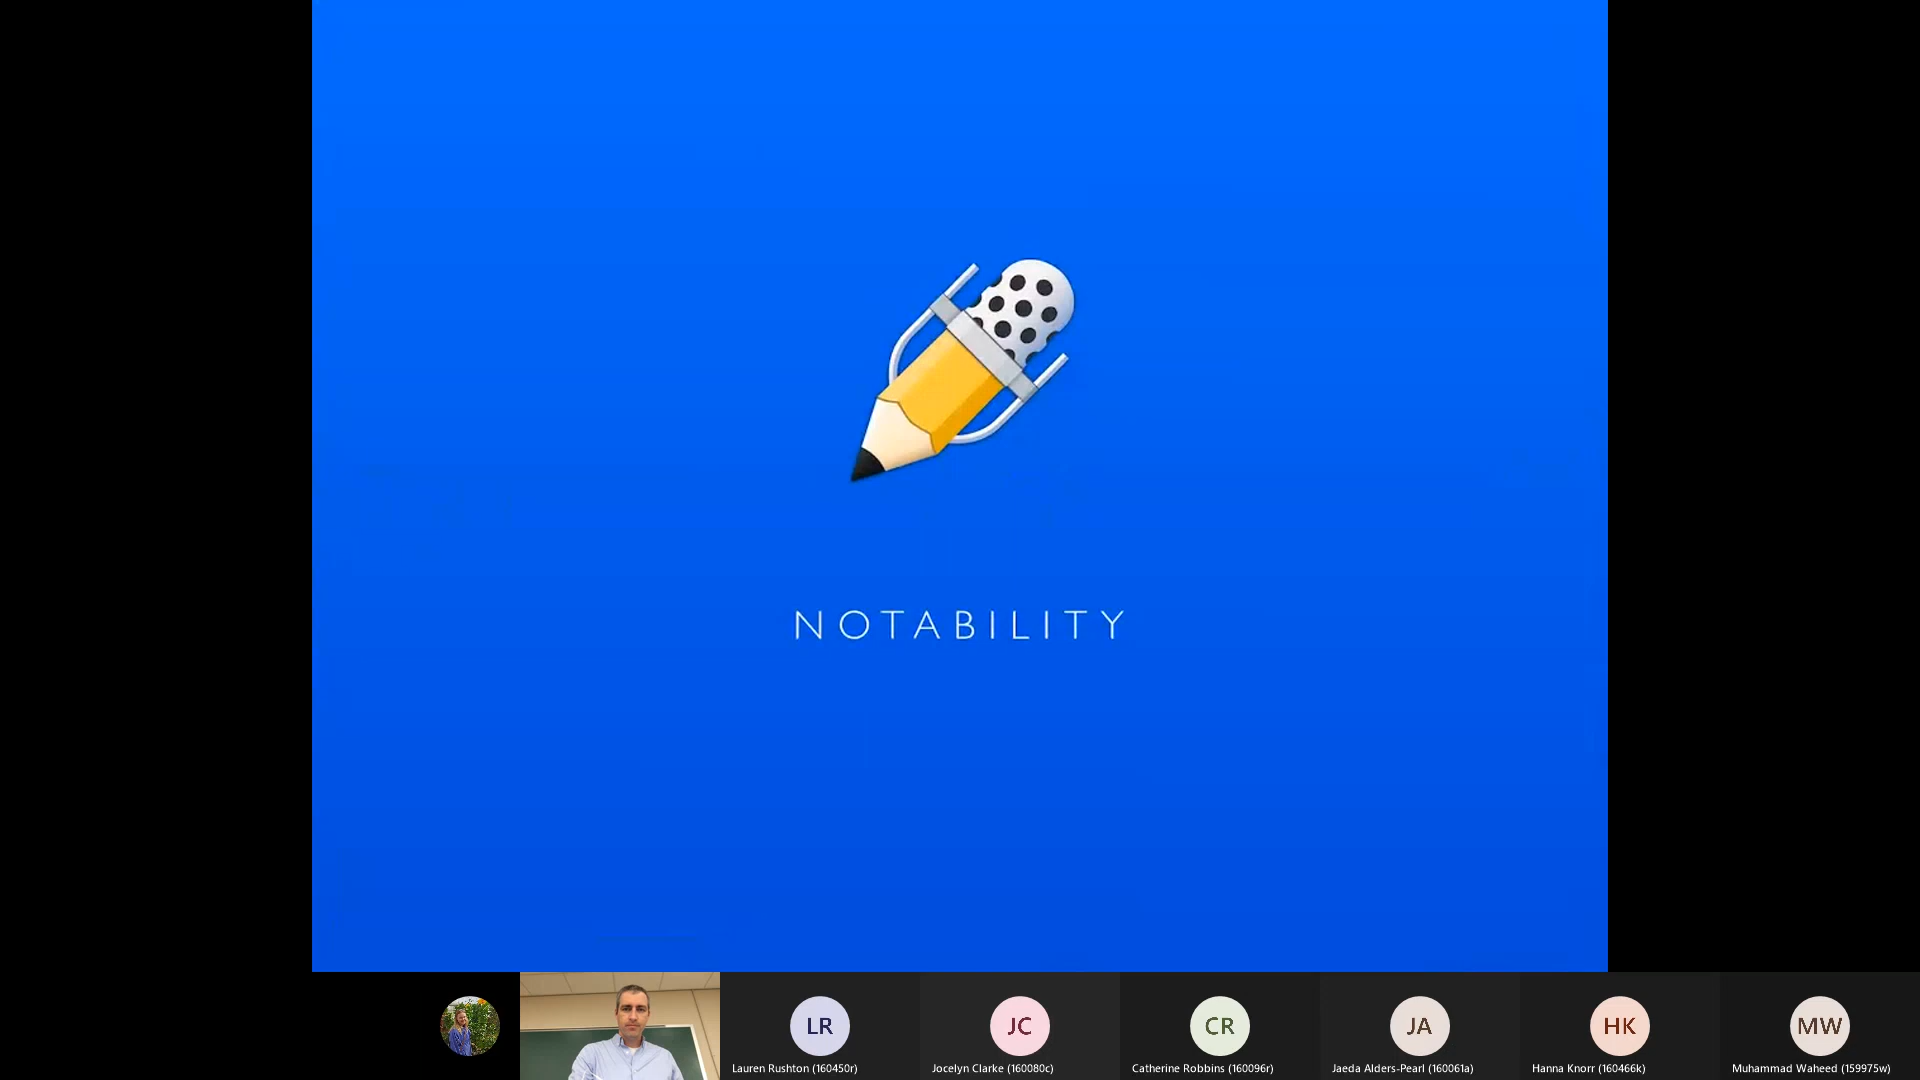 NOTABILITY
LR
JC
CR
JA
HK
MW
Lauren Rushton (160450r)
Jocelyn Clarke (160080c)
Catherine Robbins (160096r)
Jaeda Alders-Pearl (160061a)
Hanna Knorr (160466k)
Muhammad Waheed (159975w)